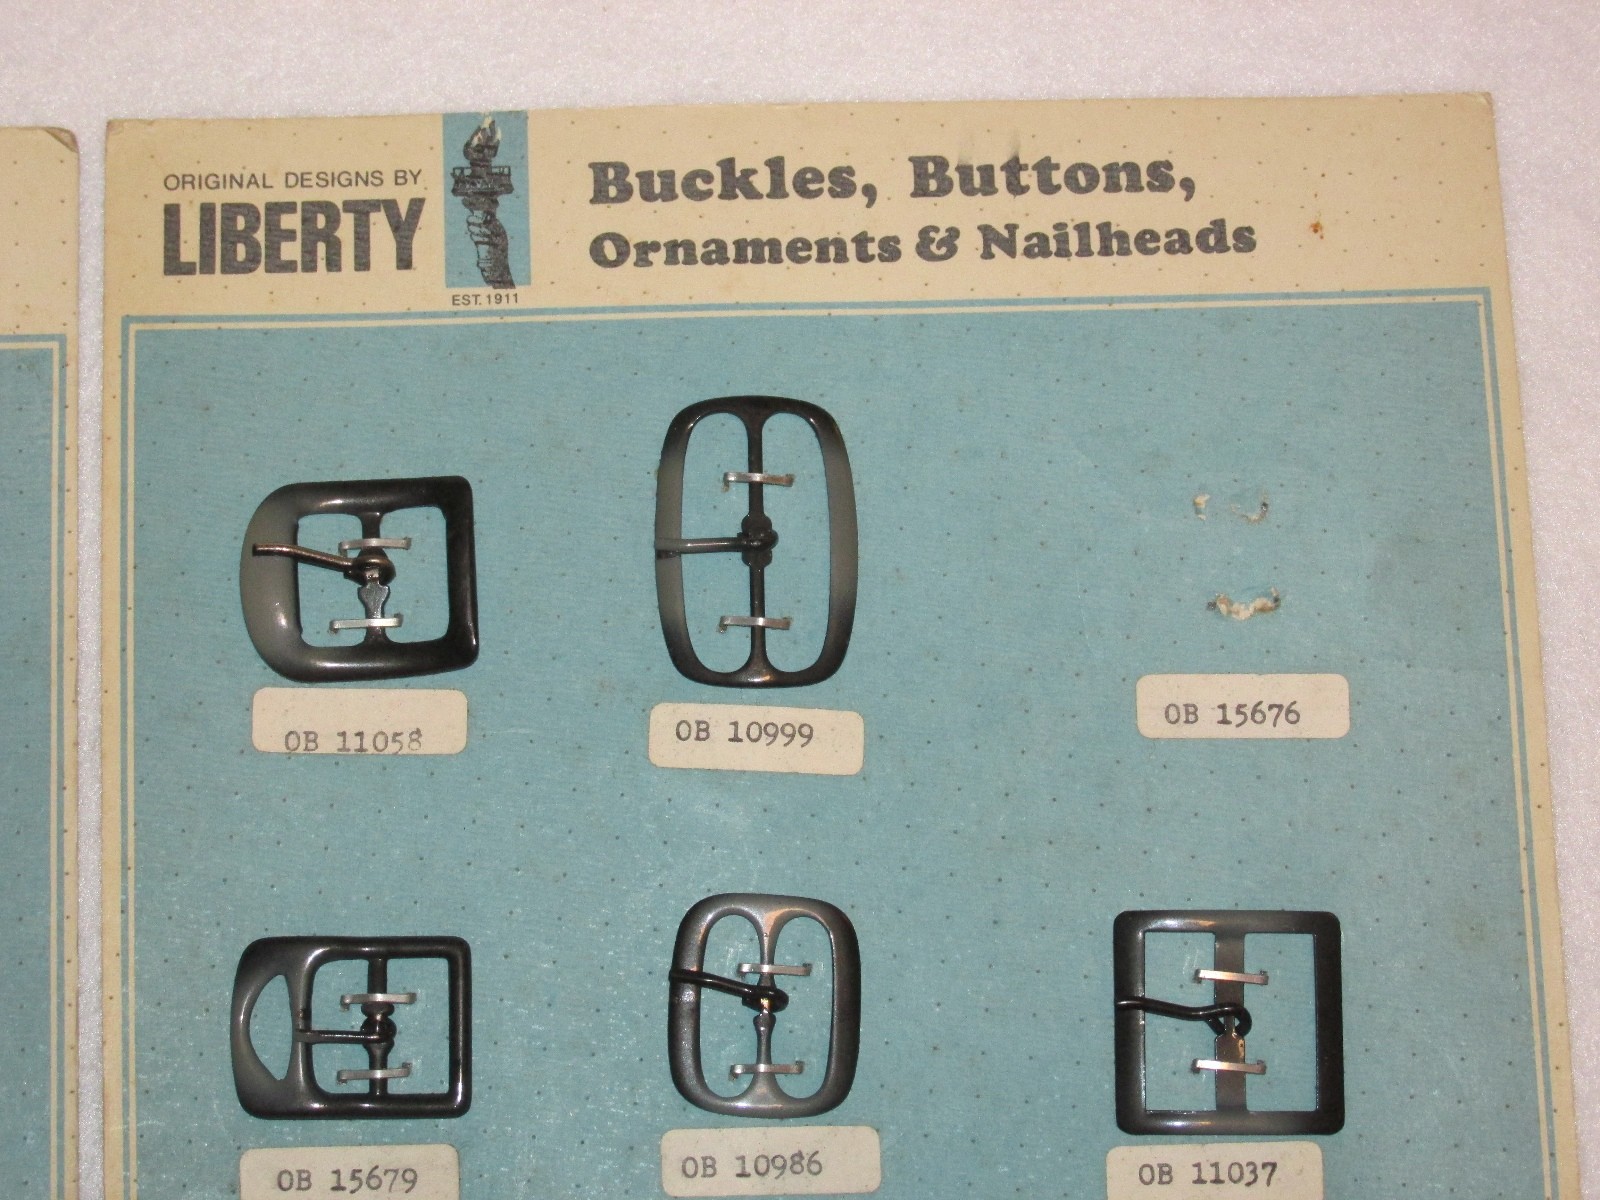 ORIGINAL DESIGNS BY
LIBERTY
EST. 1911
Buckles, Buttons,
Ornaments & Nailheads
OB 11058
OB 10999
OB 15676
OB 15679
OB 10986
OB 11037